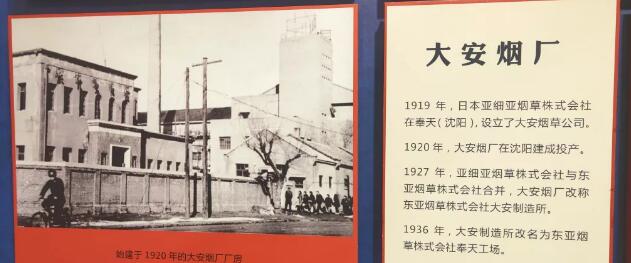 始建于 1920 年的大安烟厂厂房
大安烟厂
1919 年，日本亚细亚烟草株式会社
在奉天（沈阳），设立了大安烟草公司。
1920 年，大安烟厂在沈阳建成投产。
1927 年，亚细亚烟草株式会社与东
亚烟草株式会社合并，大安烟厂改称
东亚烟草株式会社大安制造所。
1936 年，大安制造所改名为东亚烟
草株式会社奉天工场。